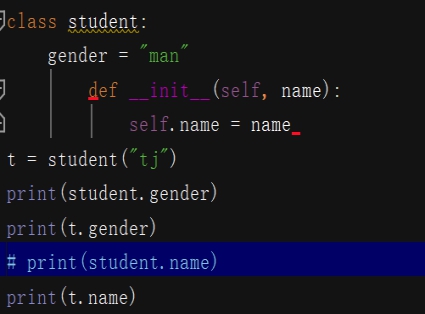 class student:
    gender = "man"
        def __init__(self, name):
            self.name = name
t = student("tj")
print(student.gender)
print(t.gender)
# print(student.name)
print(t.name)